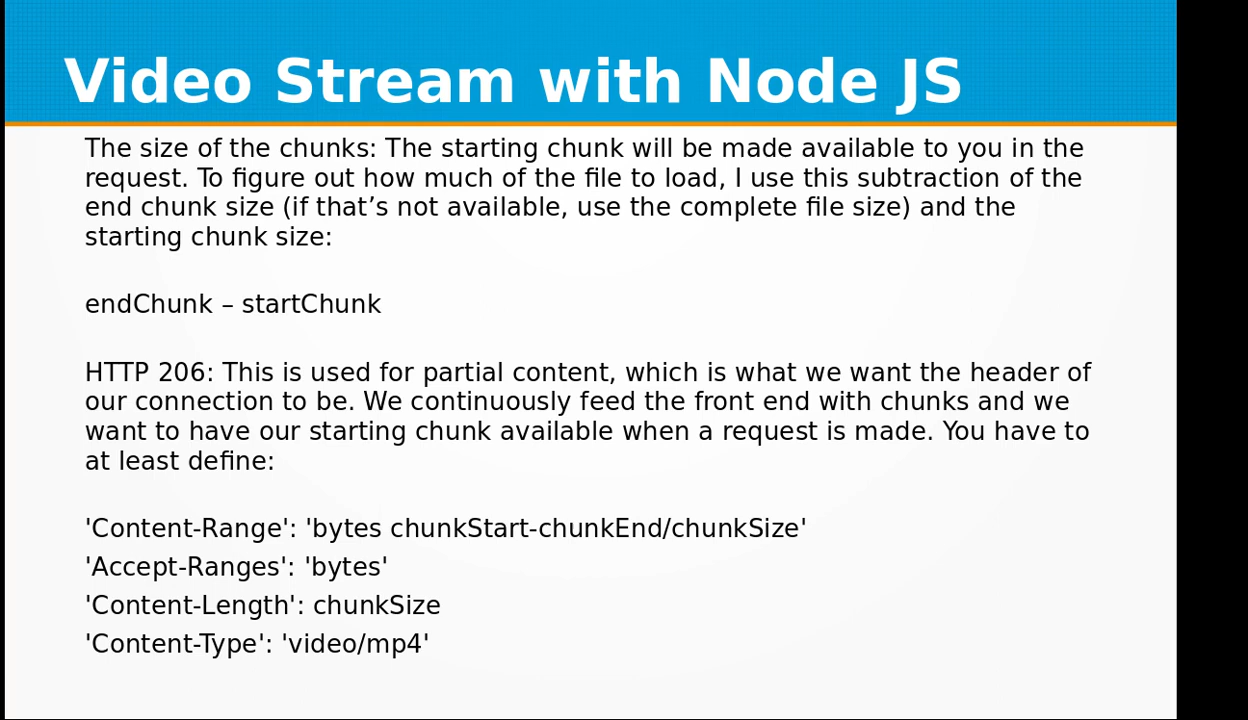 Video Stream with Node JS
The size of the chunks: The starting chunk will be made available to you in the
request. To figure out how much of the file to load, I use this subtraction of the
end chunk size (if that’s not available, use the complete file size) and the
starting chunk size:
endChunk – startChunk
HTTP 206: This is used for partial content, which is what we want the header of
our connection to be. We continuously feed the front end with chunks and we
want to have our starting chunk available when a request is made. You have to
at least define:
'Content-Range': 'bytes chunkStart-chunkEnd/chunkSize'
'Accept-Ranges': 'bytes'
'Content-Length': chunkSize
'Content-Type': 'video/mp4'